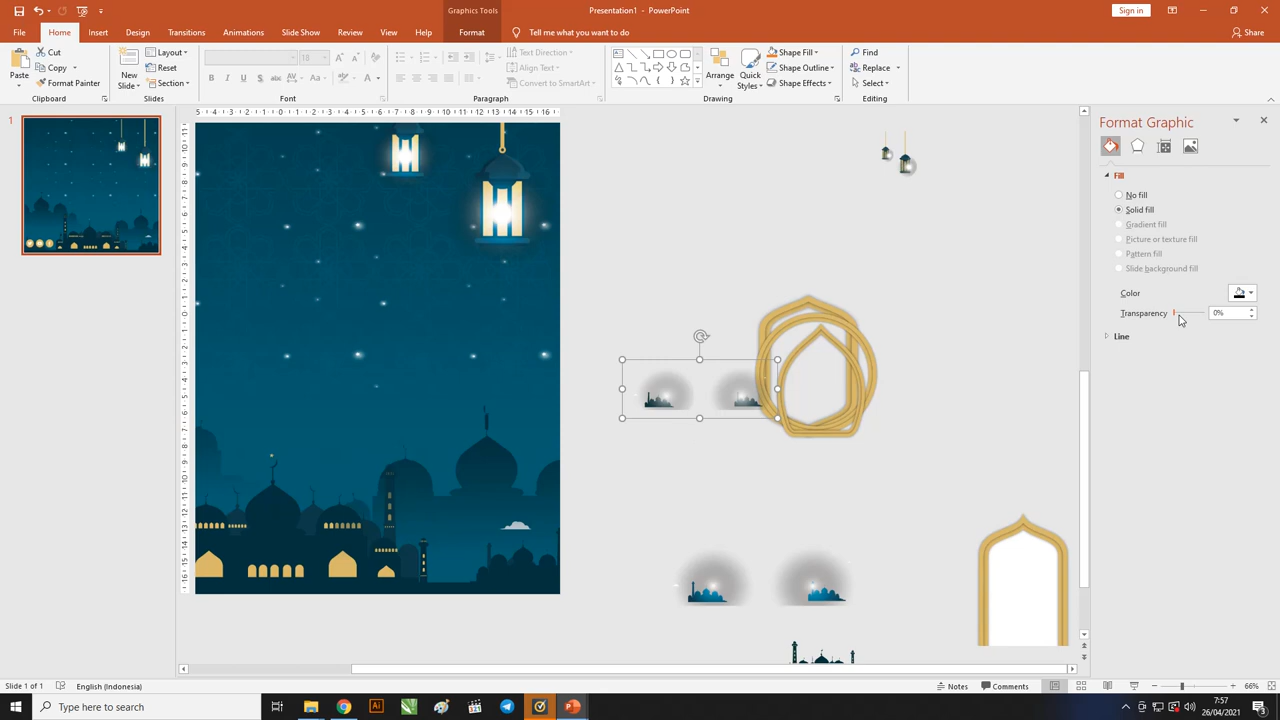 Graphics Tools
Presentation1 - PowerPoint
Sign in
File Home Insert Design Transitions Animations Slide Show Review View Help Format Tell me what you want to do Share
Paste
Cut
Copy
Format Painter
Clipboard
New Slide
Layout
Reset
Section
Slides
18
Font
Text Direction
Align Text
Convert to SmartArt
Paragraph
Arrange
Quick Styles
Shape Fill
Shape Outline
Shape Effects
Drawing
Find
Replace
Select
Editing
1
Format Graphic
Fill
No fill
Solid fill
Gradient fill
Picture or texture fill
Pattern fill
Slide background fill
Color
Transparency 0%
Line
Slide 1 of 1 English (Indonesia) Notes Comments 66%
Type here to search
7:57
26/04/2021